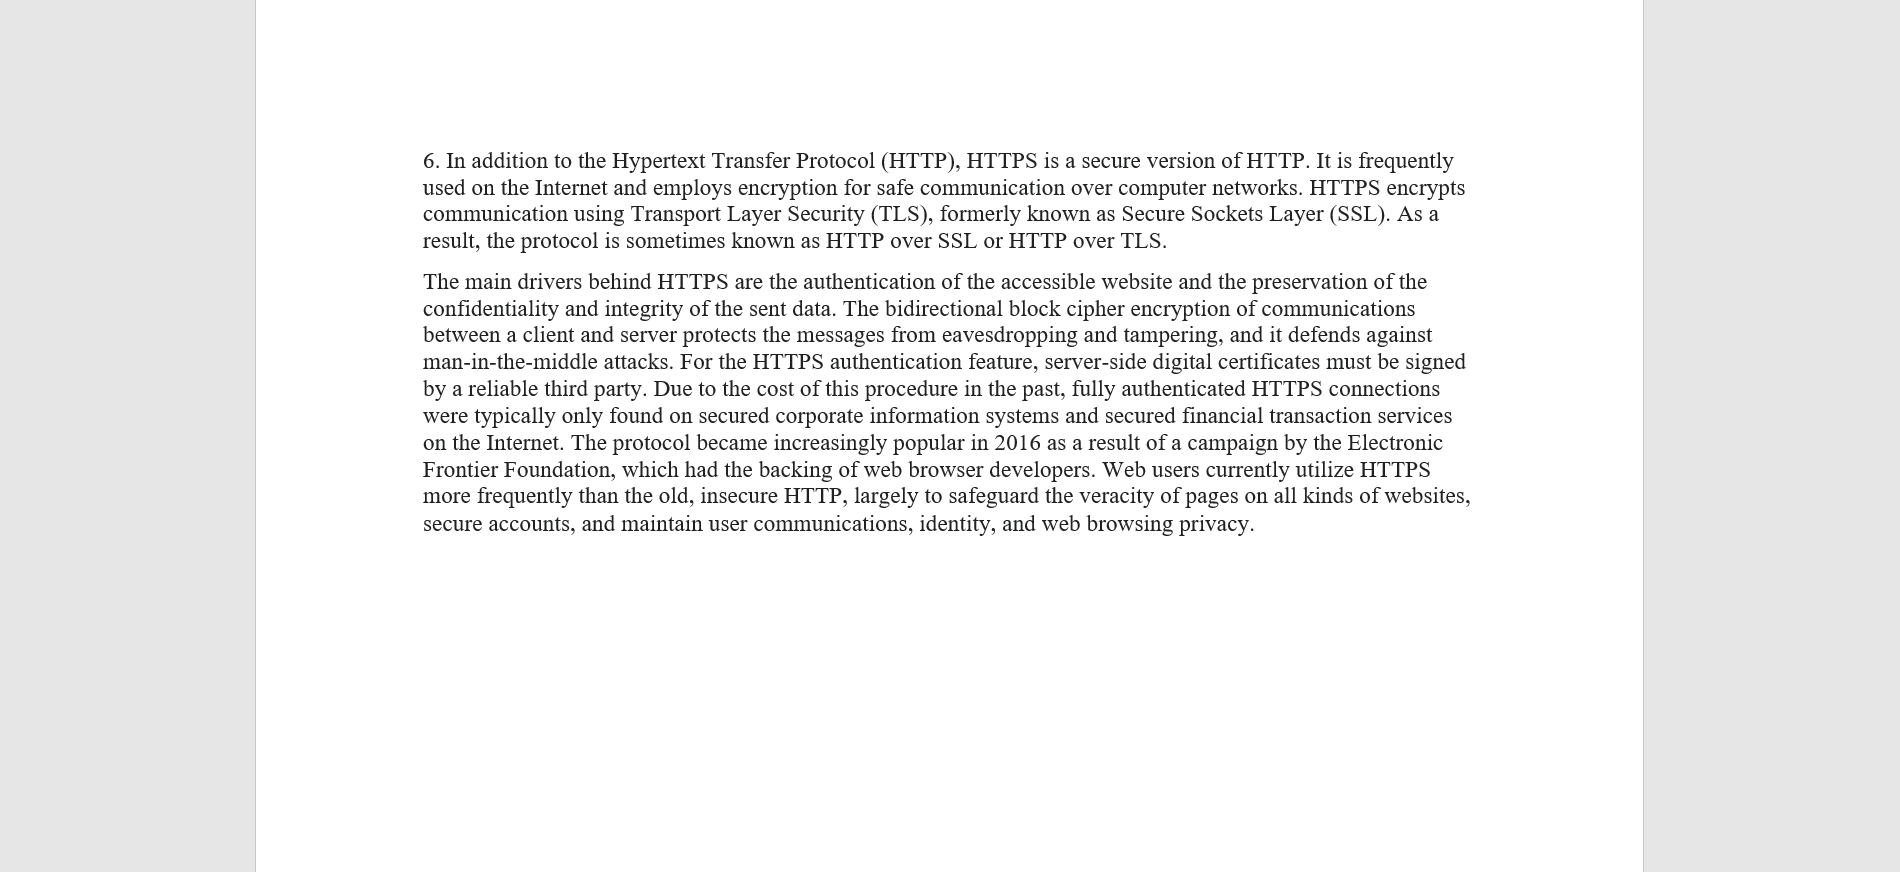 6. In addition to the Hypertext Transfer Protocol (HTTP), HTTPS is a secure version of HTTP. It is frequently
used on the Internet and employs encryption for safe communication over computer networks. HTTPS encrypts
communication using Transport Layer Security (TLS), formerly known as Secure Sockets Layer (SSL). As a
result, the protocol is sometimes known as HTTP over SSL or HTTP over TLS.
The main drivers behind HTTPS are the authentication of the accessible website and the preservation of the
confidentiality and integrity of the sent data. The bidirectional block cipher encryption of communications
between a client and server protects the messages from eavesdropping and tampering, and it defends against
man-in-the-middle attacks. For the HTTPS authentication feature, server-side digital certificates must be signed
by a reliable third party. Due to the cost of this procedure in the past, fully authenticated HTTPS connections
were typically only found on secured corporate information systems and secured financial transaction services
on the Internet. The protocol became increasingly popular in 2016 as a result of a campaign by the Electronic
Frontier Foundation, which had the backing of web browser developers. Web users currently utilize HTTPS
more frequently than the old, insecure HTTP, largely to safeguard the veracity of pages on all kinds of websites,
secure accounts, and maintain user communications, identity, and web browsing privacy.